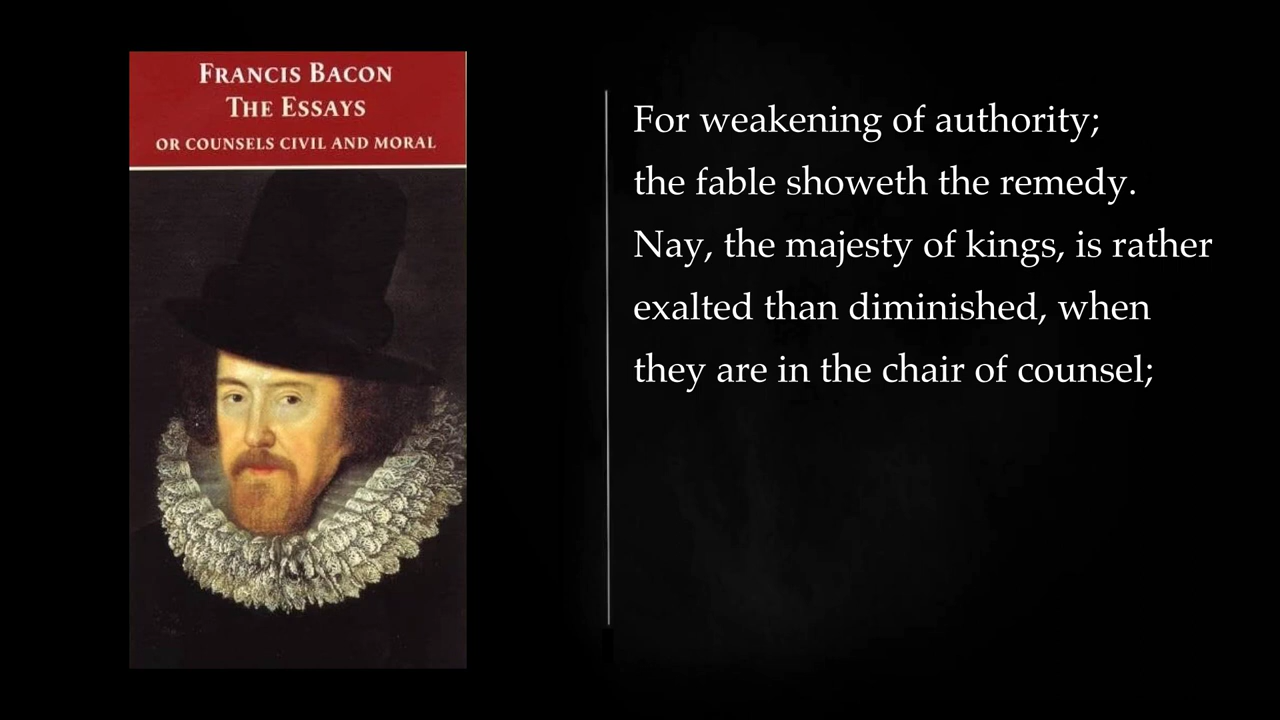 FRANCIS BACON
THE ESSAYS
OR COUNSELS CIVIL AND MORAL
For weakening of authority;
the fable showeth the remedy.
Nay, the majesty of kings, is rather
exalted than diminished, when
they are in the chair of counsel;